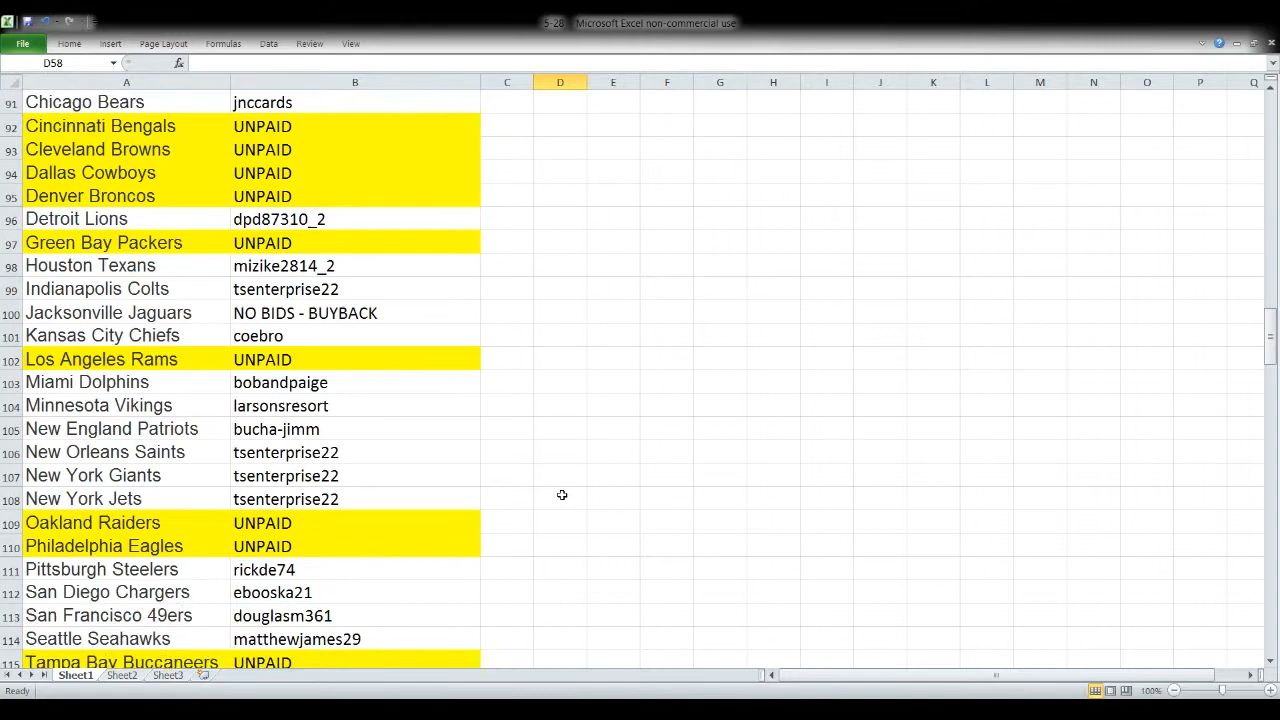 5-28 - Microsoft Excel non-commercial use
File Home Insert Page Layout Formulas Data Review View
D58 fx
A B C D E F G H I J K L M N O P Q
91 Chicago Bears jnccards
92 Cincinnati Bengals UNPAID
93 Cleveland Browns UNPAID
94 Dallas Cowboys UNPAID
95 Denver Broncos UNPAID
96 Detroit Lions dpd87310_2
97 Green Bay Packers UNPAID
98 Houston Texans mizike2814_2
99 Indianapolis Colts tsenterprise22
100 Jacksonville Jaguars NO BIDS - BUYBACK
101 Kansas City Chiefs coebro
102 Los Angeles Rams UNPAID
103 Miami Dolphins bobandpaige
104 Minnesota Vikings larsonsresort
105 New England Patriots bucha-jimm
106 New Orleans Saints tsenterprise22
107 New York Giants tsenterprise22
108 New York Jets tsenterprise22
109 Oakland Raiders UNPAID
110 Philadelphia Eagles UNPAID
111 Pittsburgh Steelers rickde74
112 San Diego Chargers ebooska21
113 San Francisco 49ers douglasm361
114 Seattle Seahawks matthewjames29
115 Tampa Bay Buccaneers UNPAID
Sheet1 Sheet2 Sheet3
Ready 100%